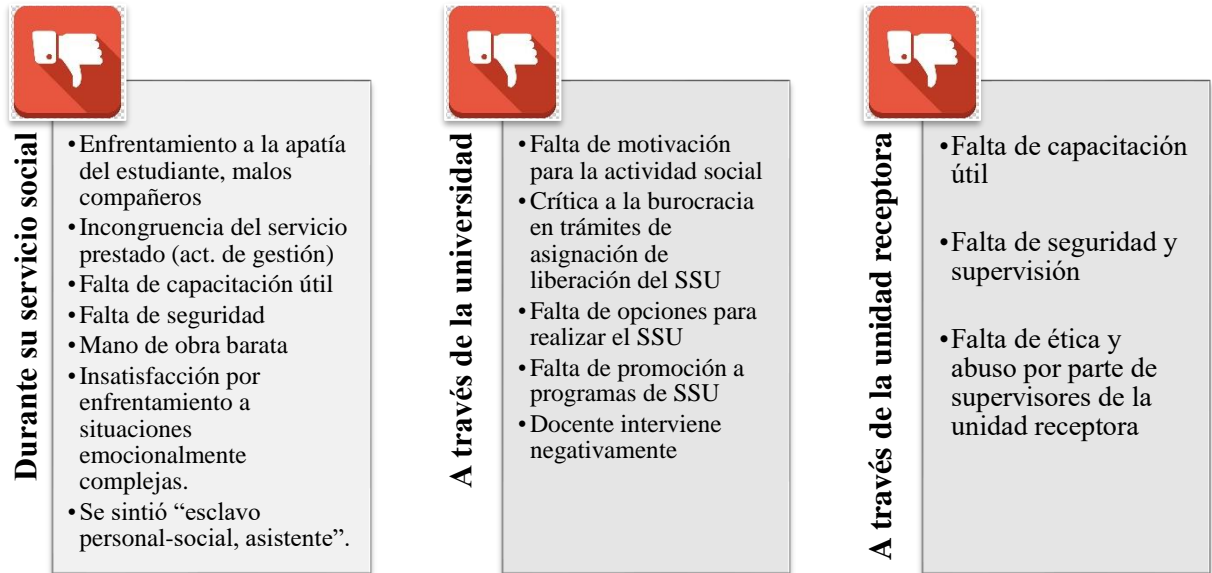 Durante su servicio social
•Enfrentamiento a la apatía
del estudiante, malos
compañeros
•Incongruencia del servicio
prestado (act. de gestión)
•Falta de capacitación útil
•Falta de seguridad
•Mano de obra barata
•Insatisfacción por
enfrentamiento a
situaciones
emocionalmente
complejas.
•Se sintió “esclavo
personal-social, asistente”.
A través de la universidad
•Falta de motivación
para la actividad social
•Crítica a la burocracia
en trámites de
asignación de
liberación del SSU
•Falta de opciones para
realizar el SSU
•Falta de promoción a
programas de SSU
•Docente interviene
negativamente
A través de la unidad receptora
•Falta de capacitación
útil
•Falta de seguridad y
supervisión
•Falta de ética y
abuso por parte de
supervisores de la
unidad receptora